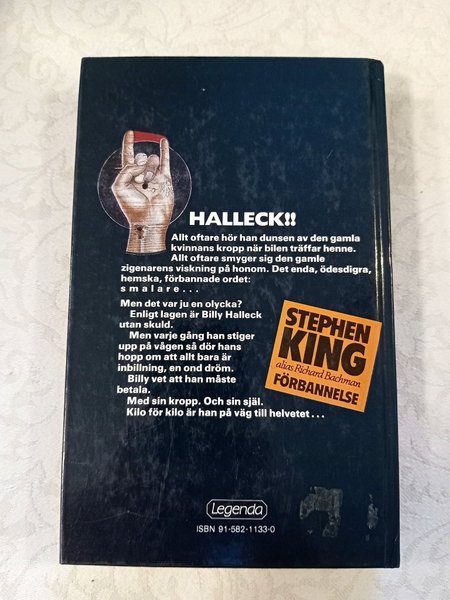 HALLECK!!
Allt oftare hör han dunsen av den gamla
kvinnans kropp när bilen träffar henne.
Allt oftare smyger sig den gamle
zigenarens viskning på honom. Det enda, ödesdigra,
hemska, förbannade ordet:
smalare...
Men det var ju en olycka?
Enligt lagen är Billy Halleck
utan skuld.
Men varje gång han stiger
upp på vågen så dör hans
hopp om att allt bara är
inbillning, en ond dröm.
Billy vet att han måste
betala.
Med sin kropp. Och sin själ.
Kilo för kilo är han på väg till helvetet...
STEPHEN
KING
alias Richard Bachman
FÖRBANNELSE
Legenda
ISBN 91-582-1133-0